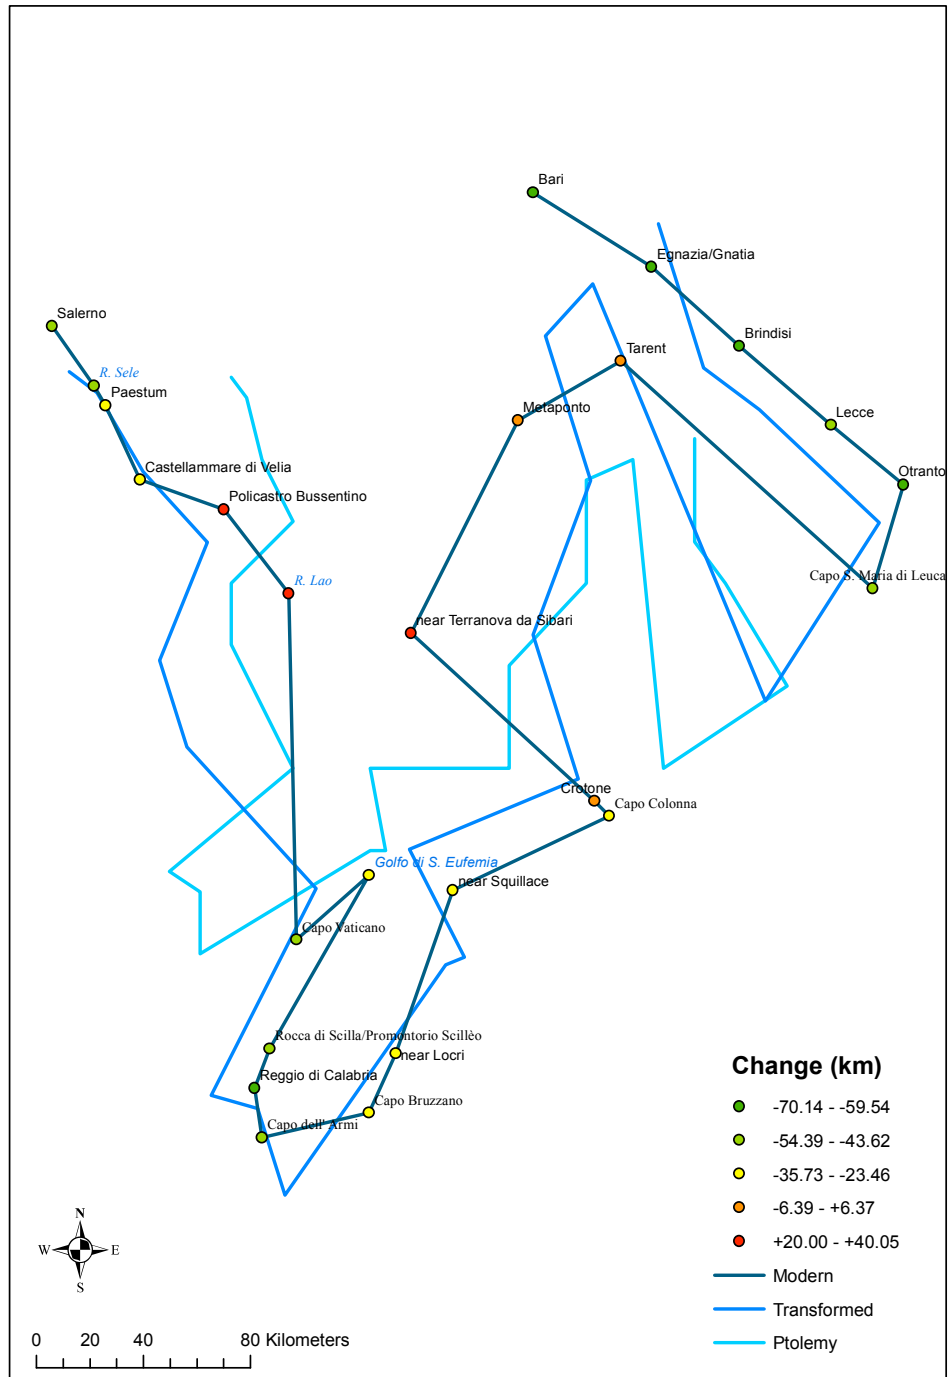 Bari
Egnazia/Gnatia
Salerno
Brindisi
Tarent
R. Sele
Paestum
Metaponto
Lecce
Castellammare di Velia
Otranto
Policastro Bussentino
R. Lao
Capo S. Maria di Leuca
near Terranova da Sibari
Crotone
Capo Colonna
Golfo di S. Eufemia
near Squillace
Capo Vaticano
Rocca di Scilla/Promontorio Scillèo
near Locri
Reggio di Calabria
Capo Bruzzano
Capo dell' Armi
Change (km)
-70.14 - -59.54
-54.39 - -43.62
-35.73 - -23.46
-6.39 - +6.37
+20.00 - +40.05
Modern
Transformed
Ptolemy
N
W E
S
0 20 40 80 Kilometers